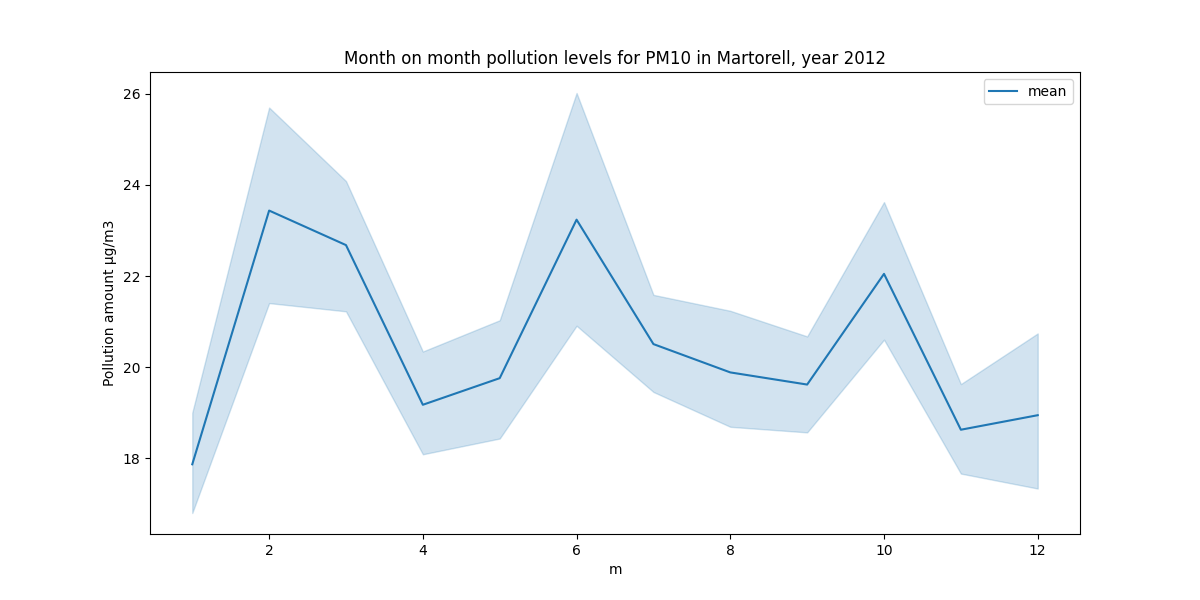 Month on month pollution levels for PM10 in Martorell, year 2012
mean
Pollution amount µg/m3
26
24
22
20
18
2 4 6 8 10 12
m